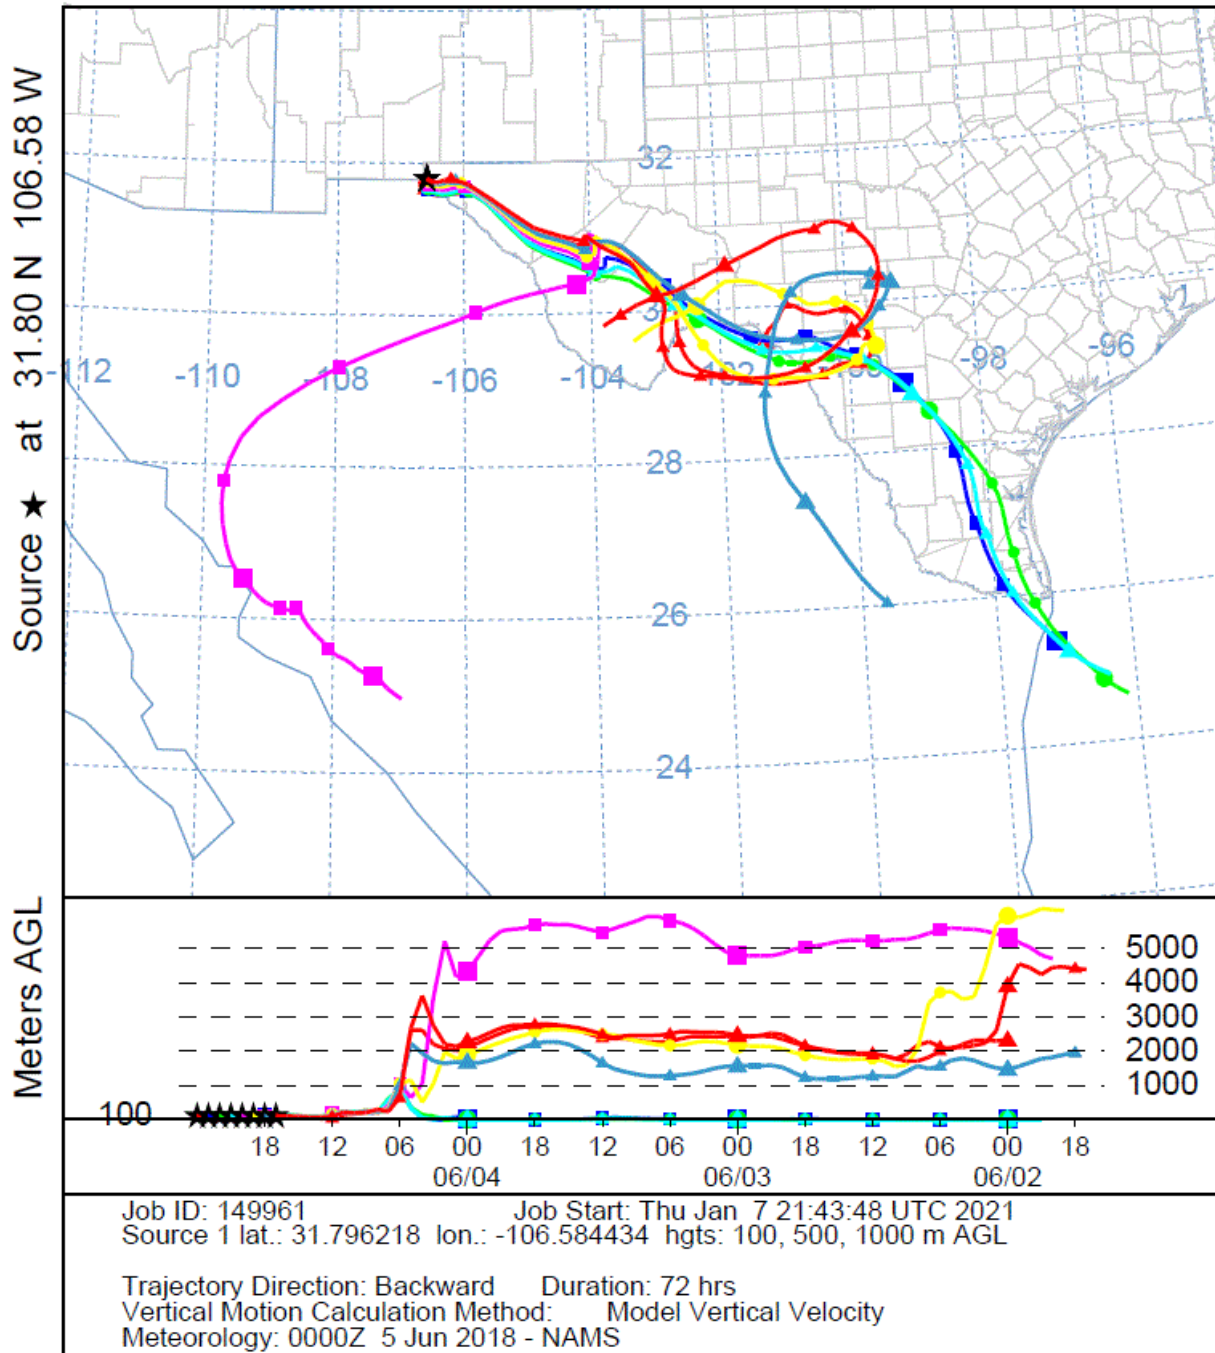 Source ★ at 31.80 N 106.58 W
32
-112
-110
-108
-106
-104
-98
-96
28
26
24
Meters AGL
5000
4000
3000
2000
1000
100
18 12 06 00 18 12 06 00 18 12 06 00 18
06/04 06/03 06/02
Job ID: 149961 Job Start: Thu Jan 7 21:43:48 UTC 2021
Source 1 lat.: 31.796218 lon.: -106.584434 hgts: 100, 500, 1000 m AGL
Trajectory Direction: Backward Duration: 72 hrs
Vertical Motion Calculation Method: Model Vertical Velocity
Meteorology: 0000Z 5 Jun 2018 - NAMS